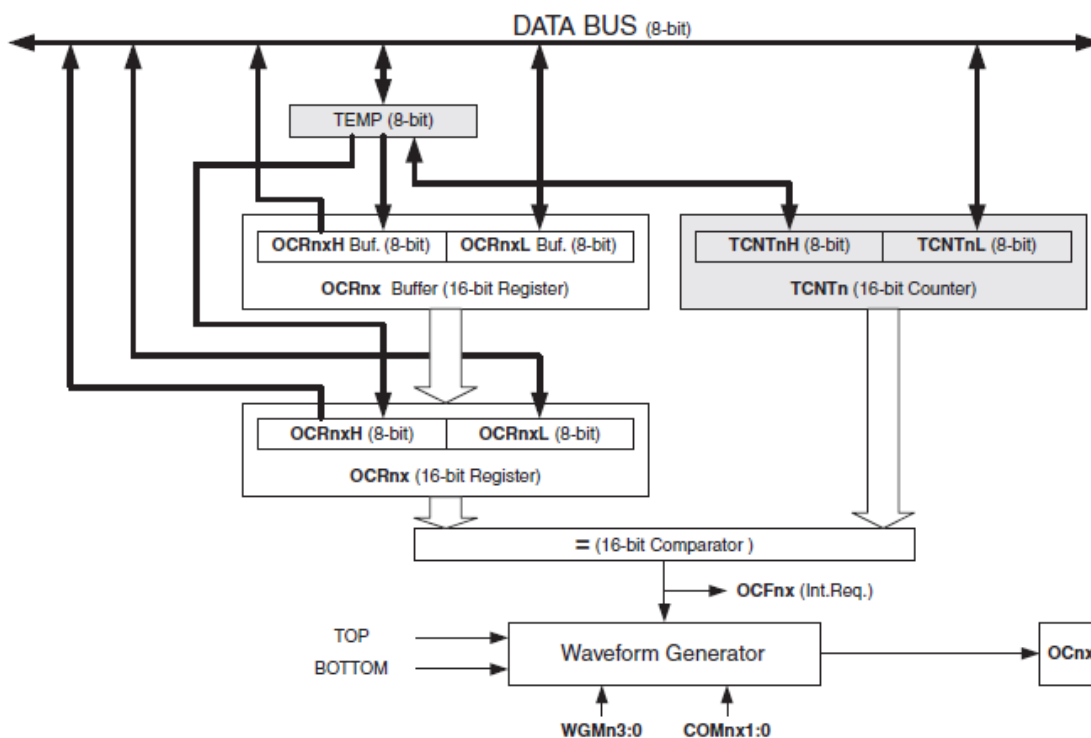 DATA BUS (8-bit)
TEMP (8-bit)
OCRnxH Buf. (8-bit) OCRnxL Buf. (8-bit)
OCRnx Buffer (16-bit Register)
TCNTnH (8-bit) TCNTnL (8-bit)
TCNTn (16-bit Counter)
OCRnxH (8-bit) OCRnxL (8-bit)
OCRnx (16-bit Register)
= (16-bit Comparator )
OCFnx (Int.Req.)
TOP
BOTTOM
Waveform Generator
OCnx
WGMn3:0 COMnx1:0